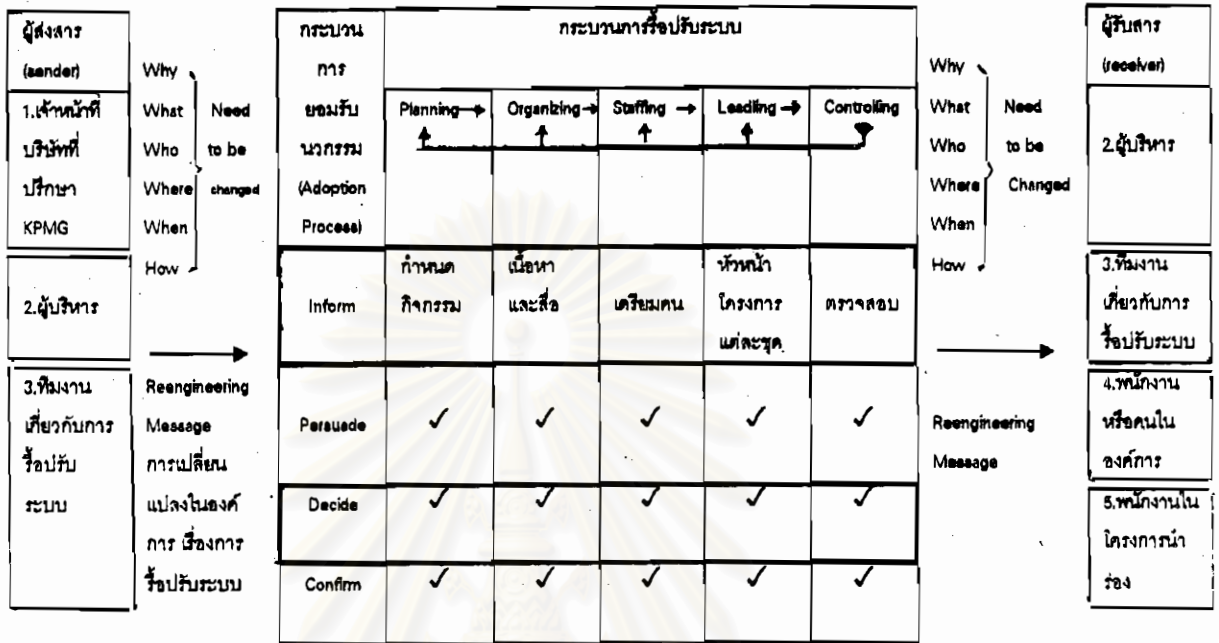 ผู้ส่งสาร
(sender)
1.เจ้าหน้าที่
บริษัทที่
ปรึกษา
KPMG
2.ผู้บริหาร
3.ทีมงาน
เกี่ยวกับการ
รื้อปรับ
ระบบ
Why
What Need
Who to be
Where changed
When
How
Reengineering
Message
การเปลี่ยน
แปลงในองค์
การ เรื่องการ
รื้อปรับระบบ
กระบวน
การ
ยอมรับ
นวกรรม
(Adoption
Process)
กระบวนการรื้อปรับระบบ
Planning→ Organizing→ Staffing → Leadling → Controlling
Inform
กำหนด
กิจกรรม
เนื้อหา
และสื่อ
เตรียมคน
หัวหน้า
โครงการ
แต่ละชุด
ตรวจสอบ
Persuade ✓ ✓ ✓ ✓ ✓
Decide ✓ ✓ ✓ ✓ ✓
Confirm ✓ ✓ ✓ ✓ ✓
Why
What Need
Who to be
Where Changed
When
How
Reengineering
Message
ผู้รับสาร
(receiver)
2.ผู้บริหาร
3.ทีมงาน
เกี่ยวกับการ
รื้อปรับระบบ
4.พนักงาน
หรือคนใน
องค์การ
5.พนักงานใน
โครงการนำ
ร่อง